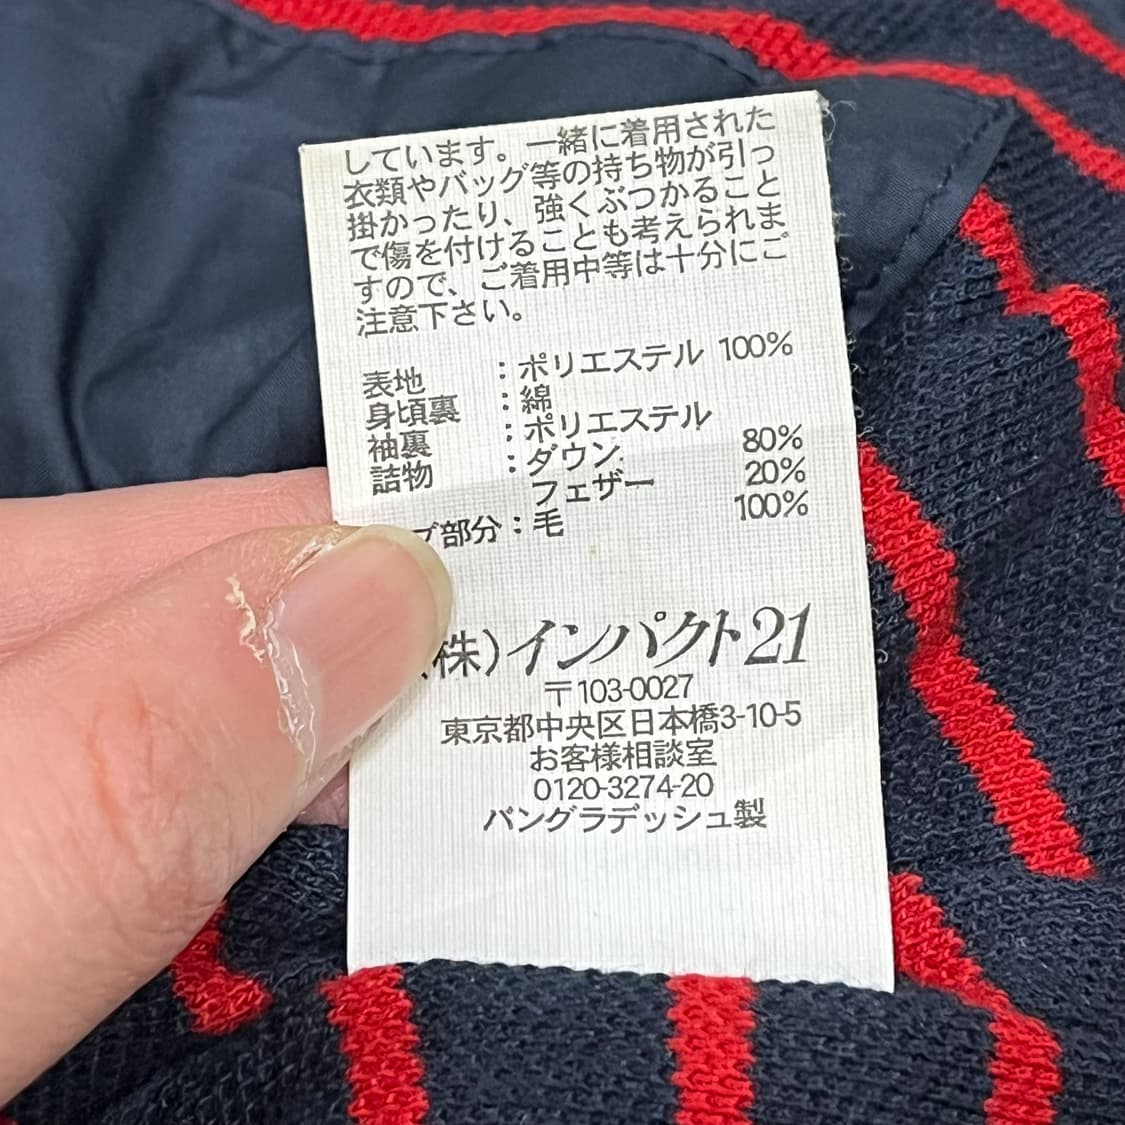 しています。一緒に着用された
衣類やバッグ等の持ち物が引っ
掛かったり、強くぶつかること
で傷を付けることも考えられま
すので、ご着用中等は十分にご
注意下さい。
表地 : ポリエステル 100%
身頃裏 : 綿
袖裏 : ポリエステル
詰物 : ダウン 80%
フェザー 20%
ブ部分 : 毛 100%
(株)インパクト21
〒103-0027
東京都中央区日本橋3-10-5
お客様相談室
0120-3274-20
バングラデッシュ製